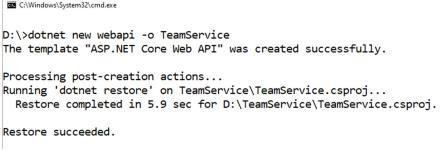 C:\Windows\System32\cmd.exe
D:\>dotnet new webapi -o TeamService
The template "ASP.NET Core Web API" was created successfully.
Processing post-creation actions...
Running 'dotnet restore' on TeamService\TeamService.csproj...
Restore completed in 5.9 sec for D:\TeamService\TeamService.csproj.
Restore succeeded.